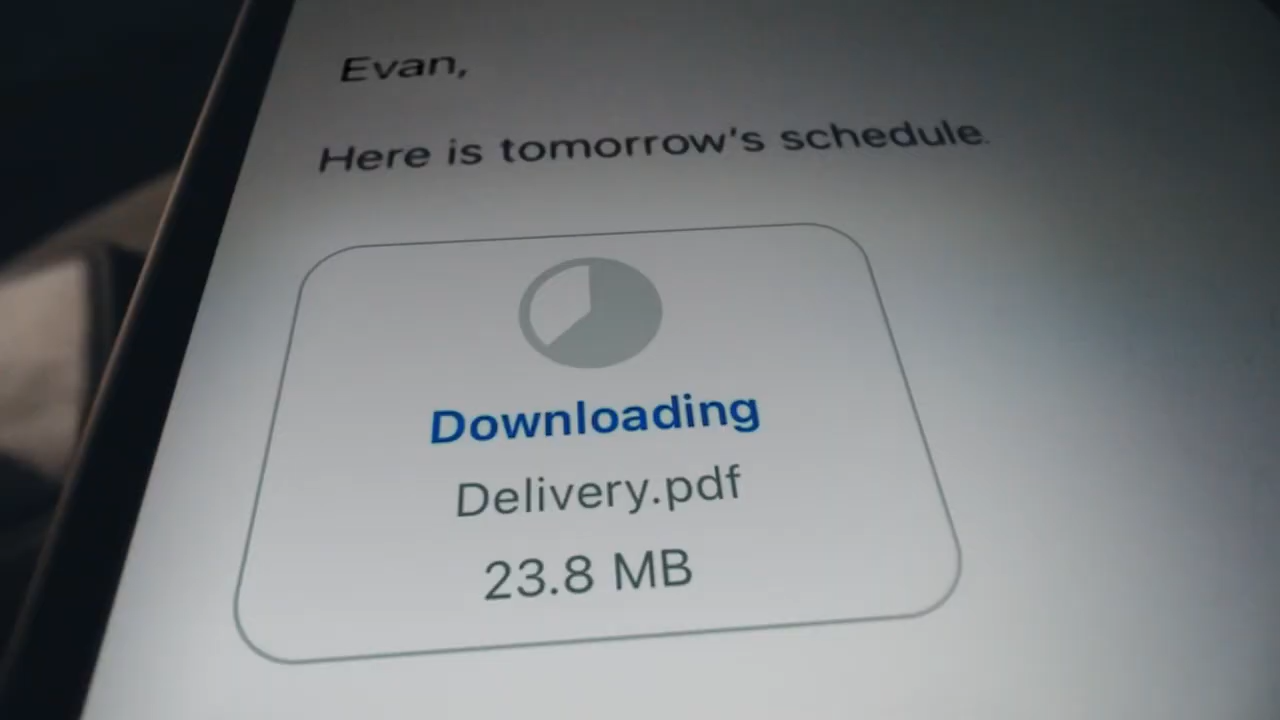 Evan,
Here is tomorrow's schedule.
Downloading
Delivery.pdf
23.8 MB